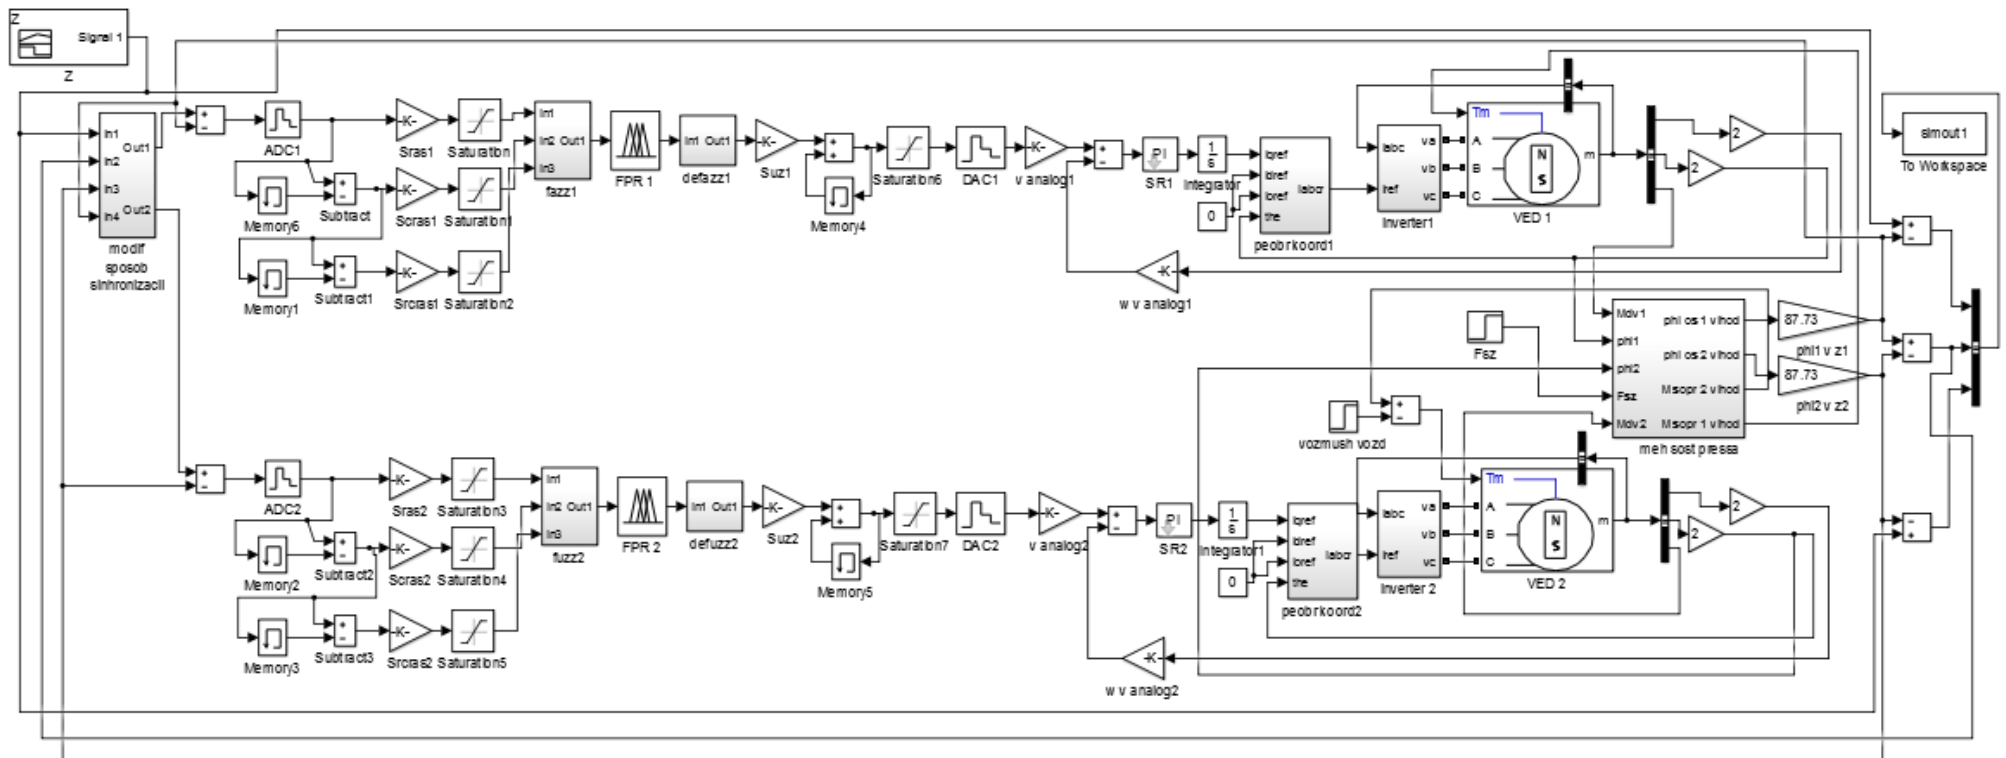 Z
Signal 1
Z
In1
In2
In3
In4
Out1
Out2
modif
sposob
sinhronizacii
ADC1
Memory6
Subtract
Memory1
Subtract1
-K-
Sras1
-K-
Scras1
-K-
Srcras1
Saturation
Saturation1
Saturation2
In1
In2 Out1
In3
fazz1
FPR 1
In1 Out1
defazz1
-K-
Suz1
Memory4
Saturation6
DAC1
-K-
v analog1
PI
SR1
1
s
Integrator
0
Iqref
Idref
Ioref
the
Iabcr
peobrkoord1
Iabc
Iref
va
vb
vc
Inverter1
Tm
A
B
C
N
S
m
VED 1
2
2
-K-
w v analog1
simout1
To Workspace
Fsz
vozmush vozd
Mdv1
phi1
phi2
Fsz
Mdv2
phi os 1 vihod
phi os 2 vihod
Msopr 2 vihod
Msopr 1 vihod
meh sost pressa
87.73
phi1 v z1
87.73
phi2 v z2
ADC2
Memory2
Subtract2
Memory3
Subtract3
-K-
Sras2
-K-
Scras2
-K-
Srcras2
Saturation3
Saturation4
Saturation5
In1
In2 Out1
In3
fuzz2
FPR 2
In1 Out1
defuzz2
-K-
Suz2
Memory5
Saturation7
DAC2
-K-
v analog2
PI
SR2
1
s
Integrator1
0
Iqref
Idref
Ioref
the
Iabcr
peobrkoord2
Iabc
Iref
va
vb
vc
Inverter 2
Tm
A
B
C
N
S
m
VED 2
2
2
-K-
w v analog2